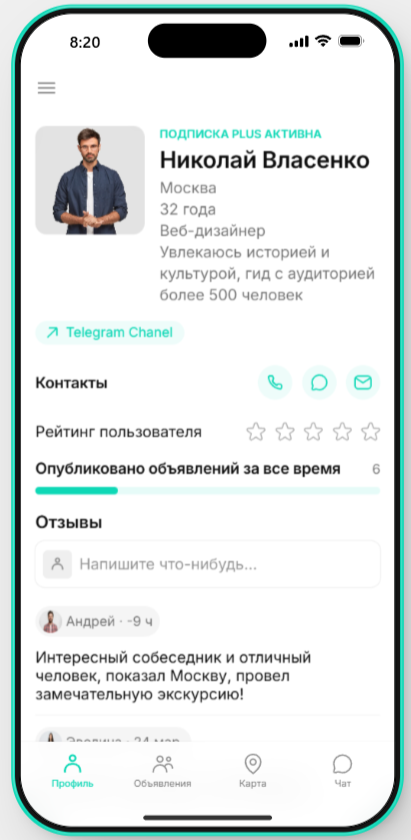 8:20
ПОДПИСКА PLUS АКТИВНА
Николай Власенко
Москва
32 года
Веб-дизайнер
Увлекаюсь историей и
культурой, гид с аудиторией
более 500 человек
Telegram Chanel
Контакты
Рейтинг пользователя
Опубликовано объявлений за все время 6
Отзывы
Напишите что-нибудь...
Андрей · -9 ч
Интересный собеседник и отличный
человек, показал Москву, провел
замечательную экскурсию!
Профиль Объявления Карта Чат